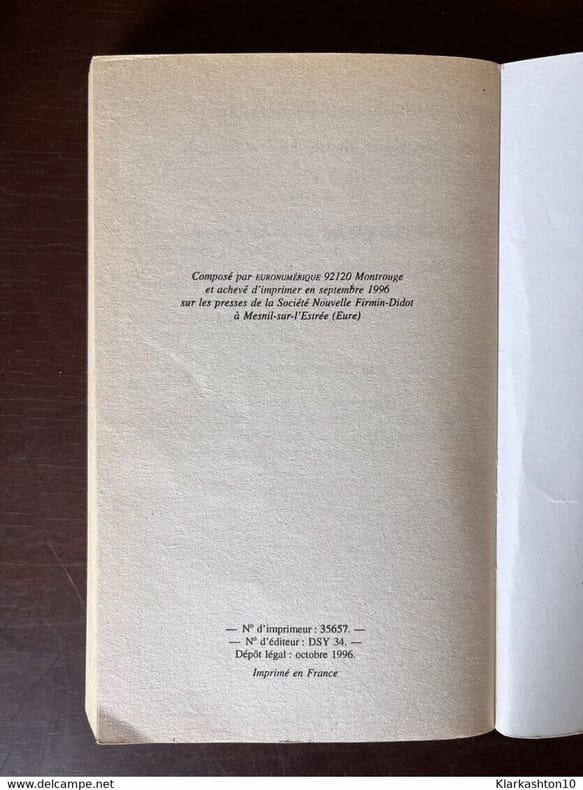 Composé par EURONUMÉRIQUE 92120 Montrouge
et achevé d'imprimer en septembre 1996
sur les presses de la Société Nouvelle Firmin-Didot
à Mesnil-sur-l'Estrée (Eure)
— N° d'imprimeur : 35657. —
— N° d'éditeur : DSY 34. —
Dépôt légal : octobre 1996.
Imprimé en France
delcampe.net
Klarkashton10